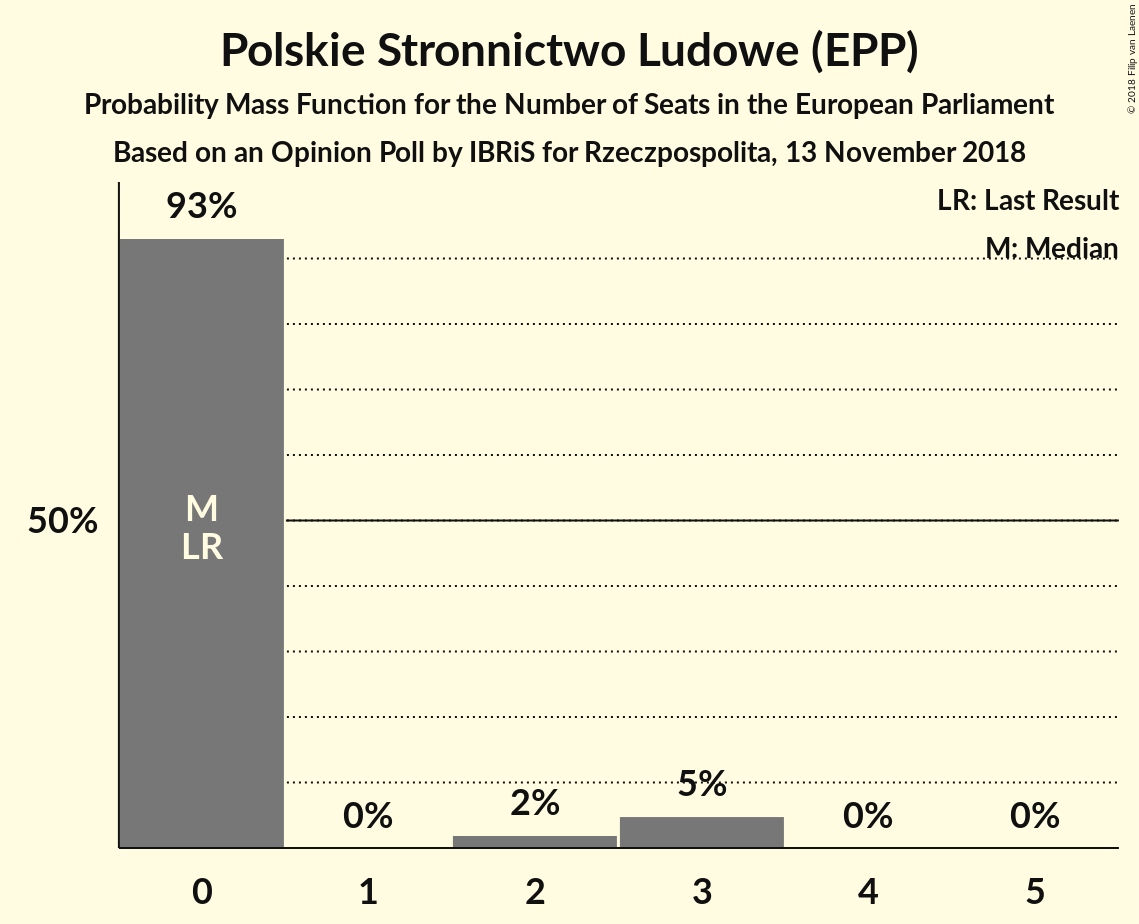 Polskie Stronnictwo Ludowe (EPP)
Probability Mass Function for the Number of Seats in the European Parliament
Based on an Opinion Poll by IBRiS for Rzeczpospolita, 13 November 2018
© 2018 Filip van Laenen
LR: Last Result
M: Median
93%
50%
M
LR
0%
2%
5%
0%
0%
0
1
2
3
4
5